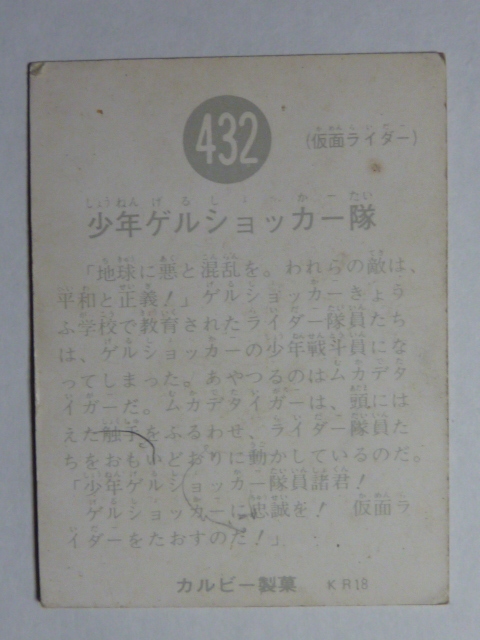 432
(仮面ライダー)
少年ゲルショッカー隊
「地球に悪と混乱を。われらの敵は、
平和と正義！」ゲルショッカーきょう
ふ学校で教育されたライダー隊員たち
は、ゲルショッカーの少年戦斗員にな
ってしまった。あやつるのはムカデタ
イガーだ。ムカデタイガーは、頭には
えた触手をふるわせ、ライダー隊員た
ちをおもいどおりに動かしているのだ。
「少年ゲルショッカー隊員諸君！
ゲルショッカーに忠誠を！ 仮面ラ
イダーをたおすのだ！」
カルビー製菓 KR18